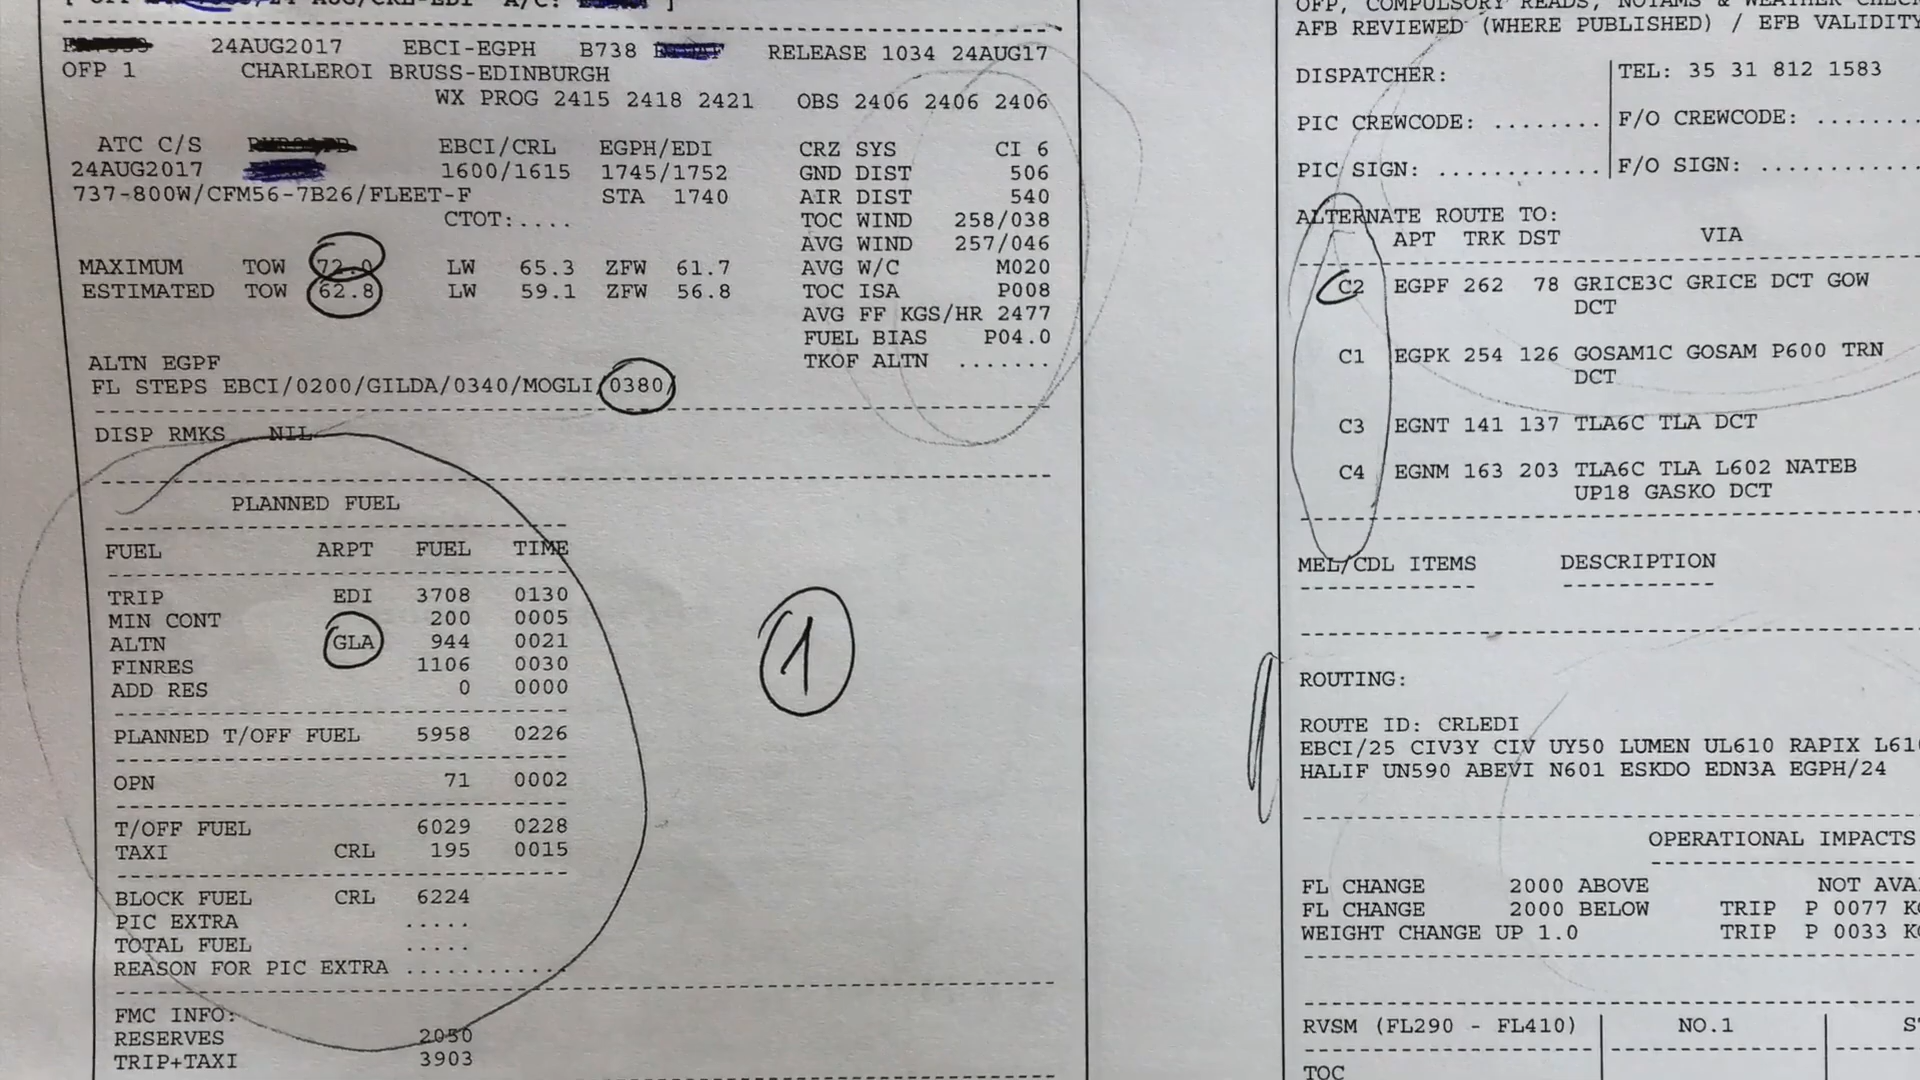 24 AUG/CRL-EDI A/C: ]
24AUG2017 EBCI-EGPH B738 RELEASE 1034 24AUG17
OFP 1 CHARLEROI BRUSS-EDINBURGH
WX PROG 2415 2418 2421 OBS 2406 2406 2406
ATC C/S EBCI/CRL EGPH/EDI CRZ SYS CI 6
24AUG2017 1600/1615 1745/1752 GND DIST 506
737-800W/CFM56-7B26/FLEET-F STA 1740 AIR DIST 540
CTOT:.... TOC WIND 258/038
AVG WIND 257/046
MAXIMUM TOW 72.0 LW 65.3 ZFW 61.7 AVG W/C M020
ESTIMATED TOW 62.8 LW 59.1 ZFW 56.8 TOC ISA P008
AVG FF KGS/HR 2477
FUEL BIAS P04.0
ALTN EGPF TKOF ALTN .......
FL STEPS EBCI/0200/GILDA/0340/MOGLI/0380/
DISP RMKS NIL
PLANNED FUEL
FUEL ARPT FUEL TIME
TRIP EDI 3708 0130
MIN CONT 200 0005
ALTN GLA 944 0021
FINRES 1106 0030
ADD RES 0 0000
PLANNED T/OFF FUEL 5958 0226
OPN 71 0002
T/OFF FUEL 6029 0228
TAXI CRL 195 0015
BLOCK FUEL CRL 6224
PIC EXTRA .....
TOTAL FUEL .....
REASON FOR PIC EXTRA ............
FMC INFO:
RESERVES 2050
TRIP+TAXI 3903
1
OFP, COMPULSORY READS, NOTAMS & WEATHER
AFB REVIEWED (WHERE PUBLISHED) / EFB VALIDITY
DISPATCHER: TEL: 35 31 812 1583
PIC CREWCODE: ....... F/O CREWCODE: .......
PIC SIGN: ........... F/O SIGN: ...........
ALTERNATE ROUTE TO:
APT TRK DST VIA
C2 EGPF 262 78 GRICE3C GRICE DCT GOW
DCT
C1 EGPK 254 126 GOSAM1C GOSAM P600 TRN
DCT
C3 EGNT 141 137 TLA6C TLA DCT
C4 EGNM 163 203 TLA6C TLA L602 NATEB
UP18 GASKO DCT
MEL/CDL ITEMS DESCRIPTION
ROUTING:
ROUTE ID: CRLEDI
EBCI/25 CIV3Y CIV UY50 LUMEN UL610 RAPIX L610
HALIF UN590 ABEVI N601 ESKDO EDN3A EGPH/24
OPERATIONAL IMPACTS
FL CHANGE 2000 ABOVE NOT AVA
FL CHANGE 2000 BELOW TRIP P 0077
WEIGHT CHANGE UP 1.0 TRIP P 0033
RVSM (FL290 - FL410) NO.1
TOC